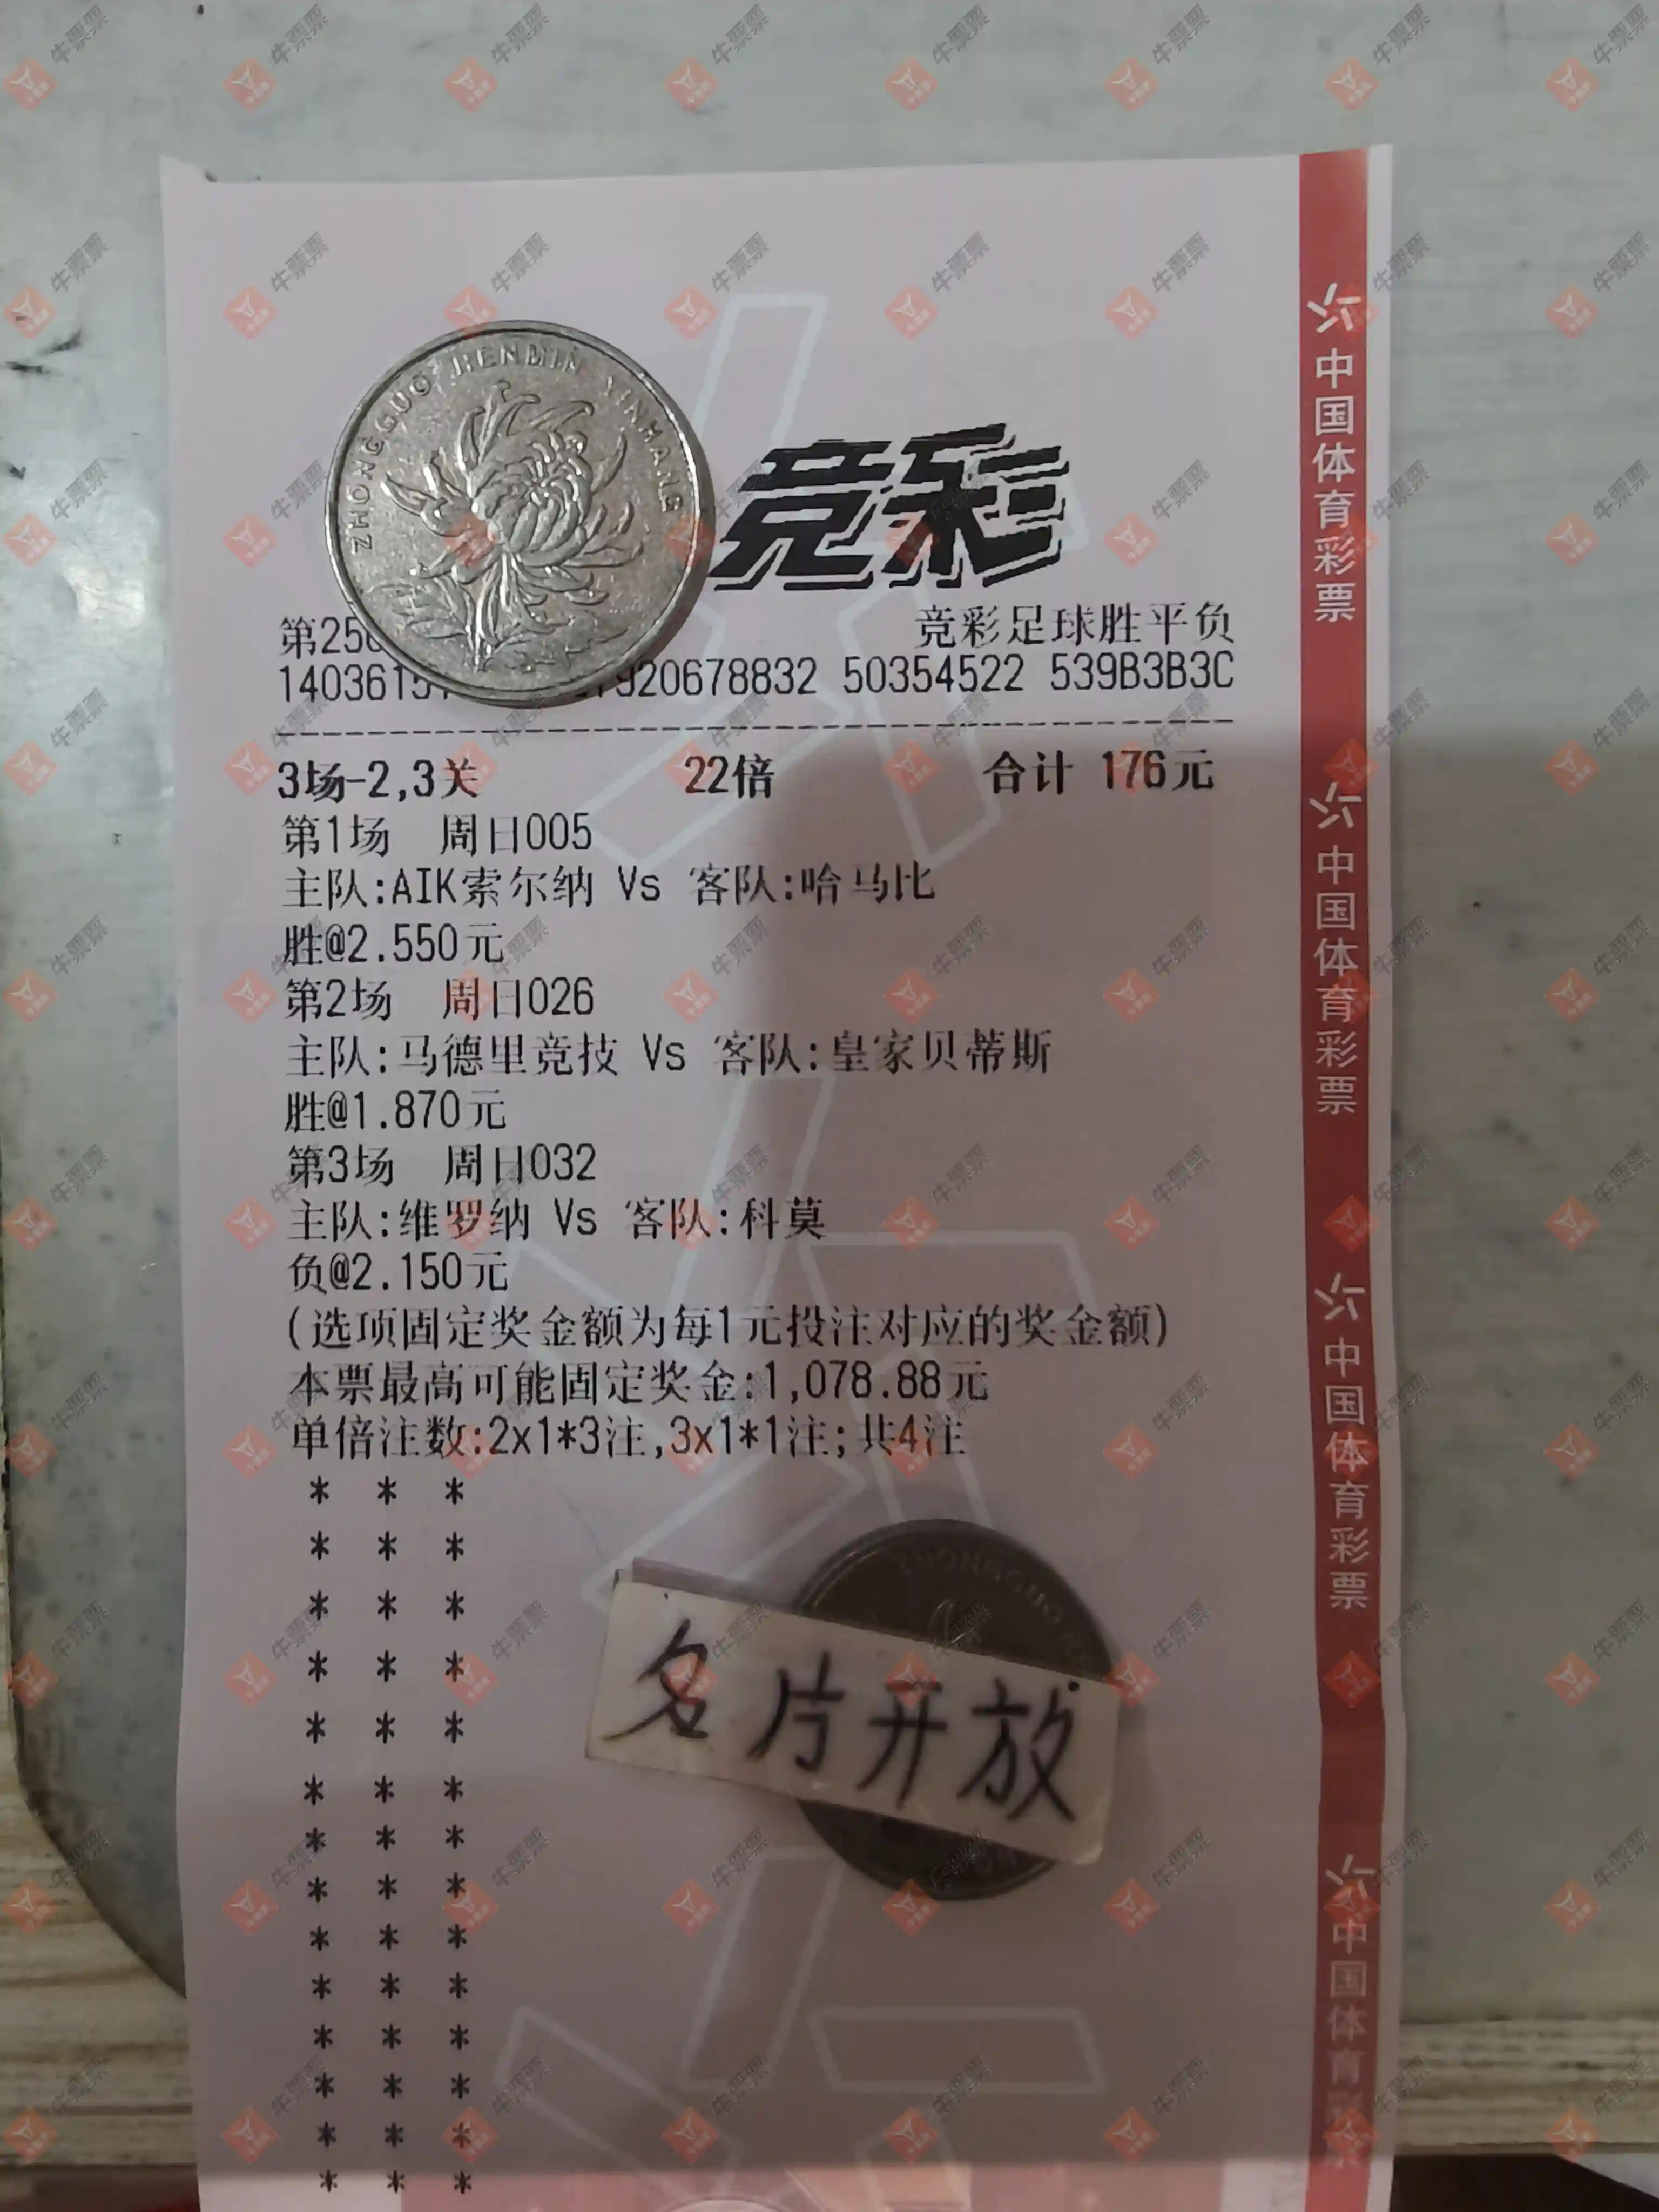 ZHONGGUO RENMIN YINHANG
竞彩
第250
竞彩足球胜平负
920678832 50354522 539B3B3C
3场-2,3关 22倍 合计 176元
第1场 周日005
主队:AIK索尔纳 Vs 客队:哈马比
胜@2.550元
第2场 周日026
主队:马德里竞技 Vs 客队:皇家贝蒂斯
胜@1.870元
第3场 周日032
主队:维罗纳 Vs 客队:科莫
负@2.150元
(选项固定奖金额为每1元投注对应的奖金额)
本票最高可能固定奖金:1,078.88元
单倍注数:2x1*3注,3x1*1注;共4注
* * *
* * *
* * *
* * *
* * *
* * *
* * *
* * *
* * *
* * *
* * *
* * *
* * *
* * *
ZHONGGUO
名片开放
中国体育彩票
中国体育彩票
中国体育彩票
中国体育彩票
牛票票